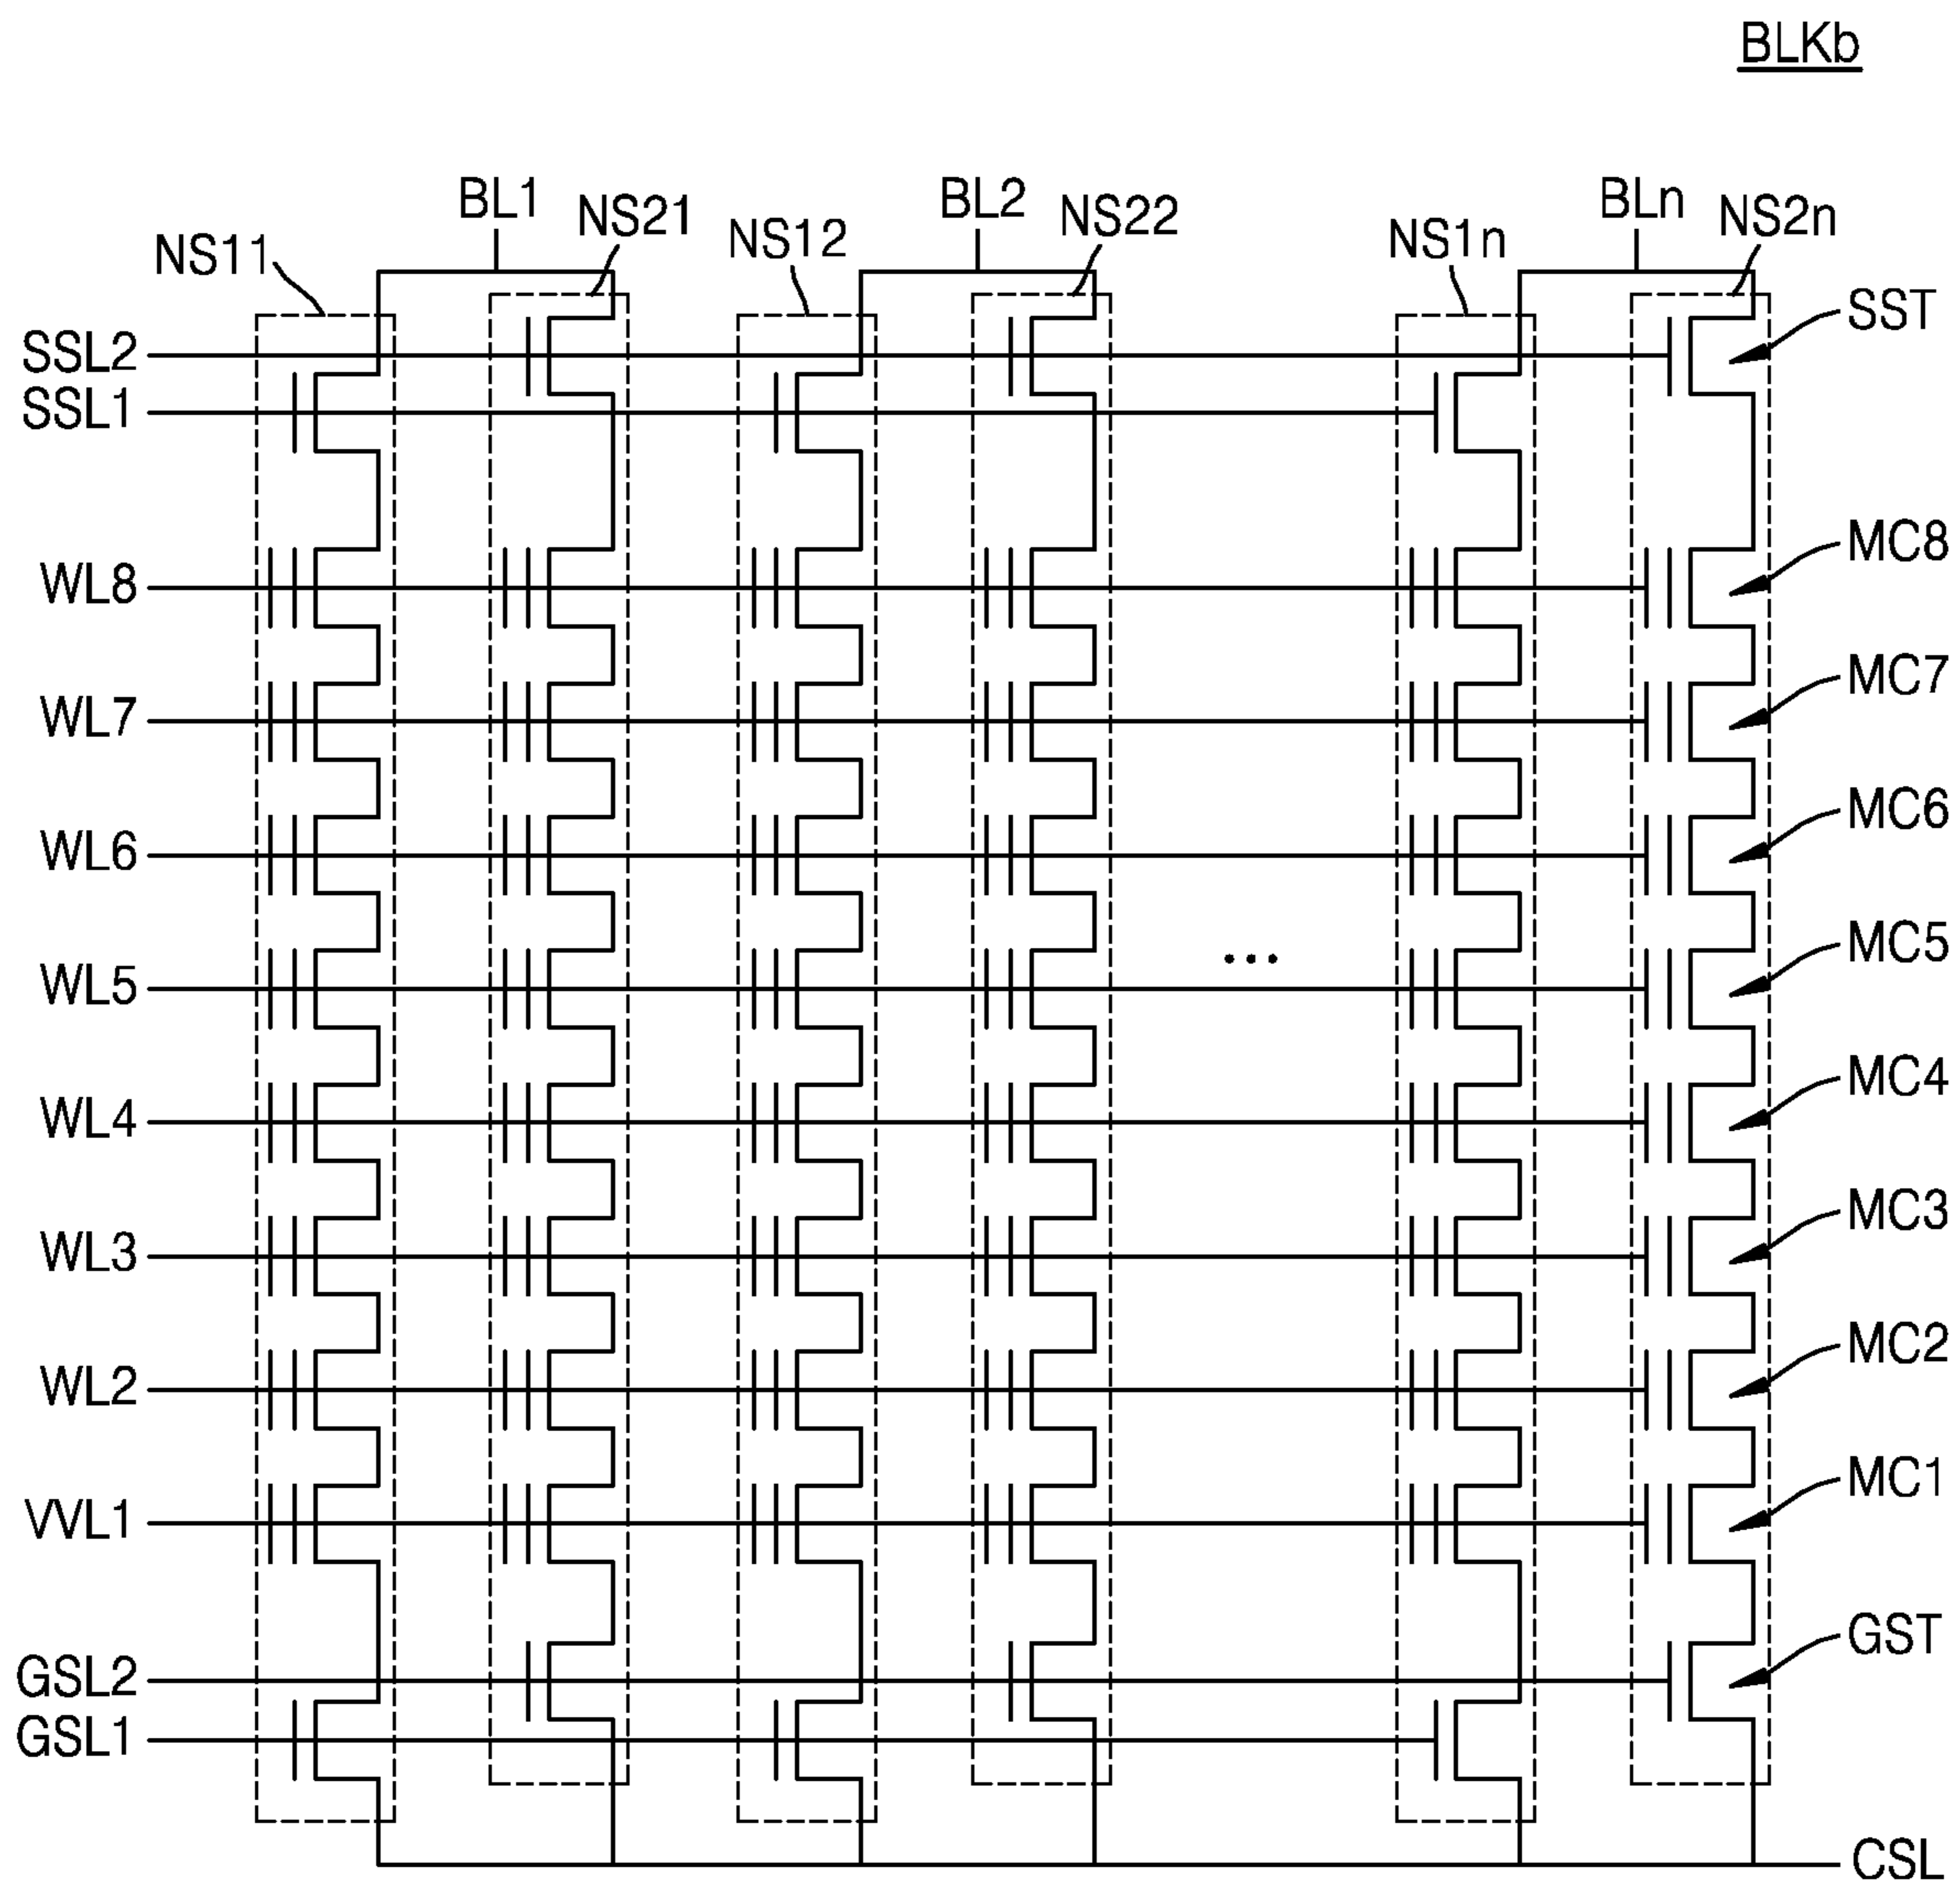 BLKb
BL1
NS21
BL2
NS22
BLn
NS2n
NS11
NS12
NS1n
SST
SSL2
SSL1
MC8
WL8
MC7
WL7
MC6
WL6
MC5
WL5
...
MC4
WL4
MC3
WL3
MC2
WL2
MC1
VVL1
GST
GSL2
GSL1
CSL